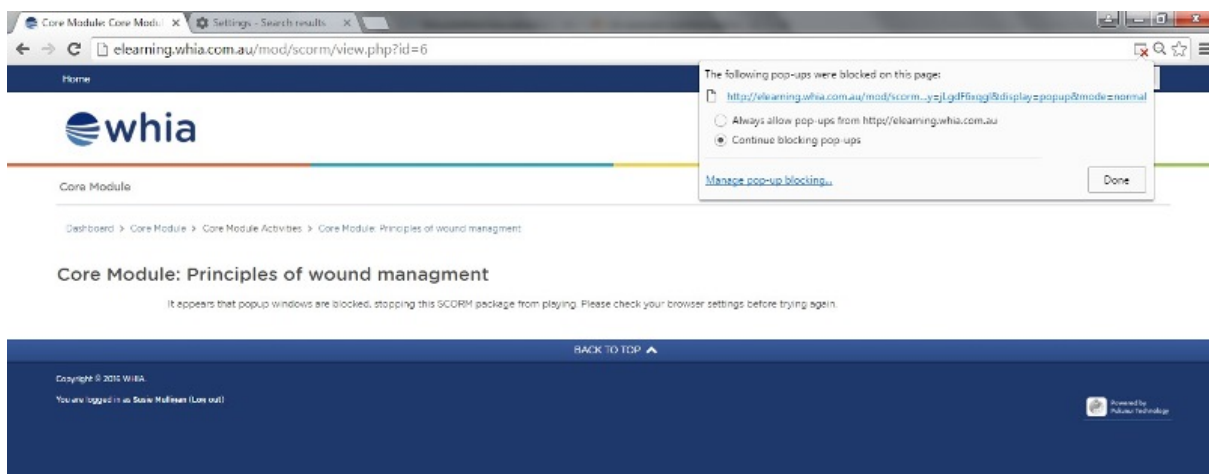 Core Module: Core Modul
Settings - Search results
elearning.whia.com.au/mod/scorm/view.php?id=6
Home
The following pop-ups were blocked on this page:
http://elearning.whia.com.au/mod/scorm...y=jLgdF6xqgl&display=popup&mode=normal
Always allow pop-ups from http://elearning.whia.com.au
Continue blocking pop-ups
Manage pop-up blocking...
Done
whia
Core Module
Dashboard > Core Module > Core Module Activities > Core Module: Principles of wound managment
Core Module: Principles of wound managment
It appears that popup windows are blocked, stopping this SCORM package from playing. Please check your browser settings before trying again.
BACK TO TOP
Copyright © 2016 WHIA.
You are logged in as Susie (Log out)
Powered by
Pukunui Technology